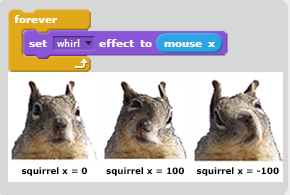 forever
set whirl effect to mouse x
squirrel x = 0 squirrel x = 100 squirrel x = -100